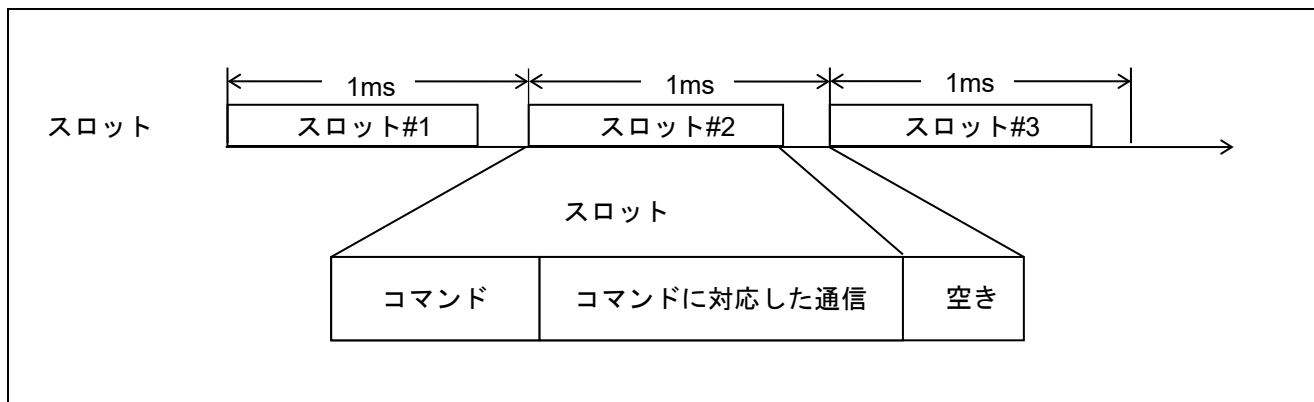 1ms 1ms 1ms
スロット スロット#1 スロット#2 スロット#3
スロット
コマンド コマンドに対応した通信 空き